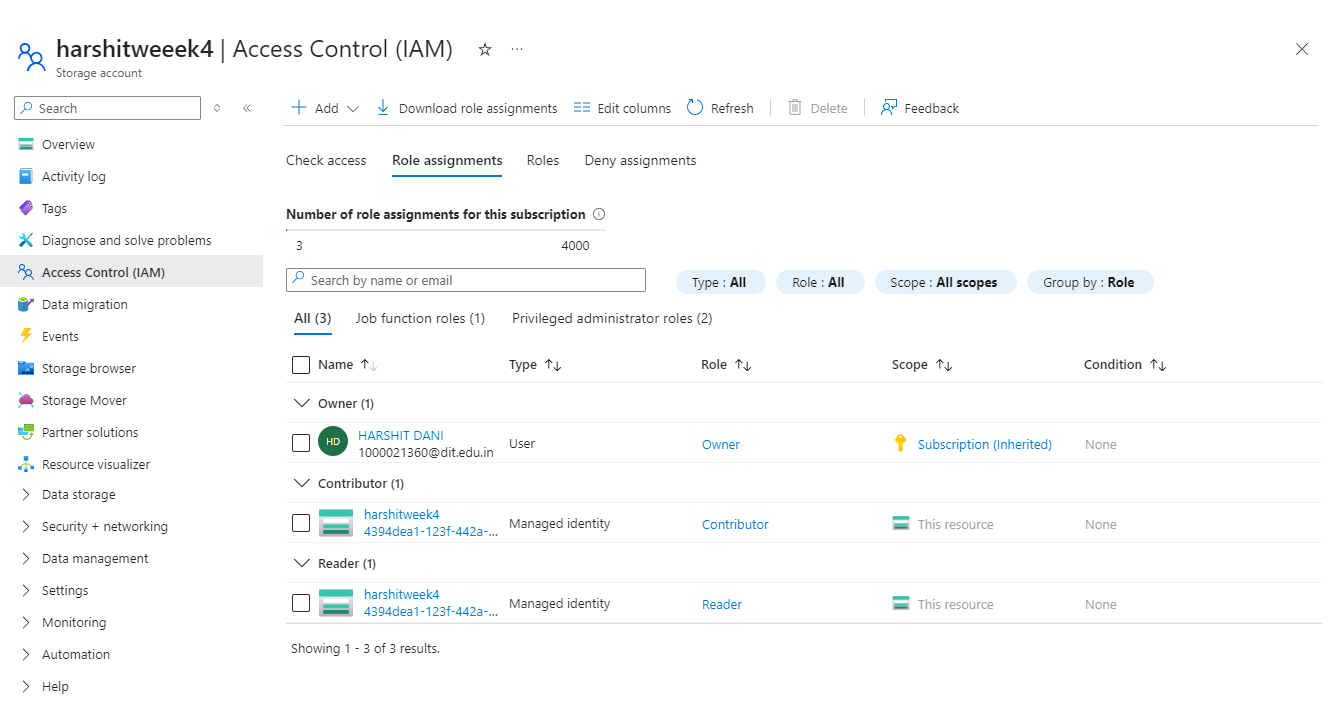 harshitweeek4 | Access Control (IAM) ☆ ...
Storage account
Search
Overview
Activity log
Tags
Diagnose and solve problems
Access Control (IAM)
Data migration
Events
Storage browser
Storage Mover
Partner solutions
Resource visualizer
Data storage
Security + networking
Data management
Settings
Monitoring
Automation
Help
Add Download role assignments Edit columns Refresh Delete Feedback
Check access Role assignments Roles Deny assignments
Number of role assignments for this subscription
3 4000
Search by name or email Type : All Role : All Scope : All scopes Group by : Role
All (3) Job function roles (1) Privileged administrator roles (2)
Name Type Role Scope Condition
Owner (1)
HD HARSHIT DANI User Owner Subscription (Inherited) None
1000021360@dit.edu.in
Contributor (1)
harshitweek4 Managed identity Contributor This resource None
4394dea1-123f-442a-...
Reader (1)
harshitweek4 Managed identity Reader This resource None
4394dea1-123f-442a-...
Showing 1 - 3 of 3 results.